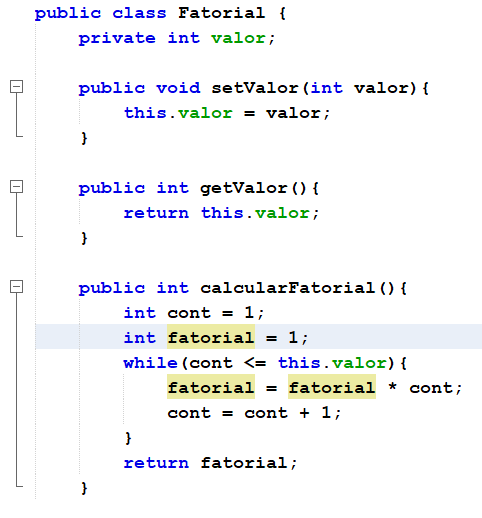 public class Fatorial {
    private int valor;

    public void setValor(int valor){
        this.valor = valor;
    }

    public int getValor(){
        return this.valor;
    }

    public int calcularFatorial(){
        int cont = 1;
        int fatorial = 1;
        while(cont <= this.valor){
            fatorial = fatorial * cont;
            cont = cont + 1;
        }
        return fatorial;
    }